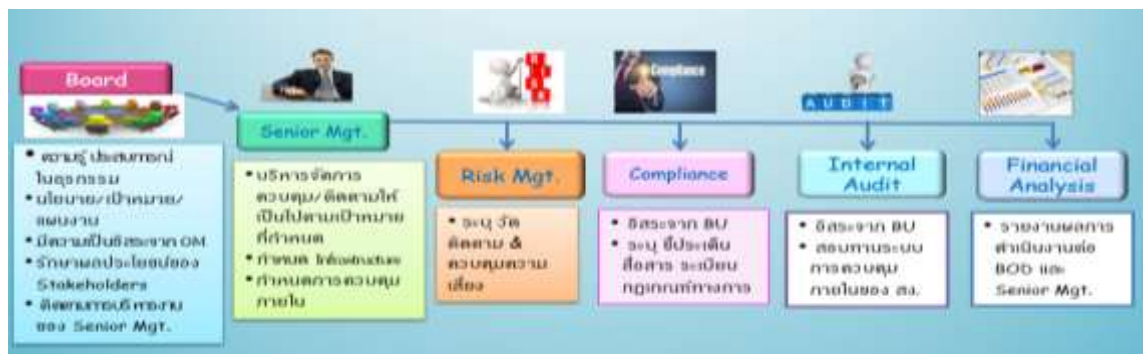 Board
• ความรู้ ประสบการณ์
ในธุรกรรม
• นโยบาย/เป้าหมาย/
แผนงาน
• มีความเป็นอิสระจาก OM
• รักษาผลประโยชน์ของ
Stakeholders
• ติดตามการบริหารงาน
ของ Senior Mgt.
Senior Mgt.
• บริหารจัดการ
ควบคุม/ติดตามให้
เป็นไปตามเป้าหมาย
ที่กำหนด
• กำหนด Infrastructure
• กำหนดการควบคุม
ภายใน
RISK
Risk Mgt.
• ระบุ วัด
ติดตาม &
ควบคุมความ
เสี่ยง
Compliance
Compliance
• อิสระจาก BU
• ระบุ ชี้ประเด็น
สื่อสาร ระเบียบ
กฎเกณฑ์ทางการ
AUDIT
Internal
Audit
• อิสระจาก BU
• สอบทานระบบ
การควบคุม
ภายในของ สง.
Financial
Analysis
• รายงานผลการ
ดำเนินงานต่อ
BOD และ
Senior Mgt.